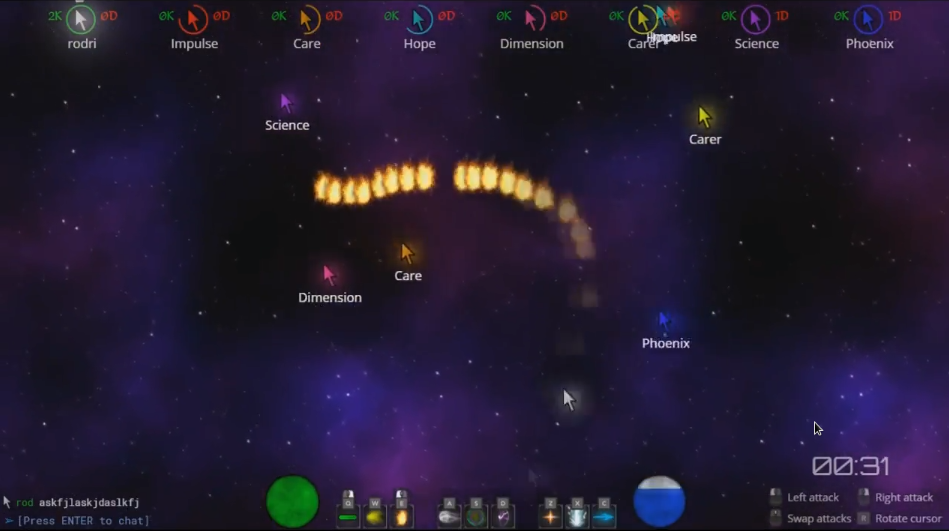 2K 0D 0K 0D 0K 0D 0K 0D 0K 0D 0K 0K 1D 0K 1D
rodri Impulse Care Hope Dimension Carer Impulse Science Phoenix
Science
Carer
Care
Dimension
Phoenix
00:31
rod askfjlaskjdaslkfj
> [Press ENTER to chat]
Q W E A S D X C
Left attack Right attack
Swap attacks R Rotate cursor